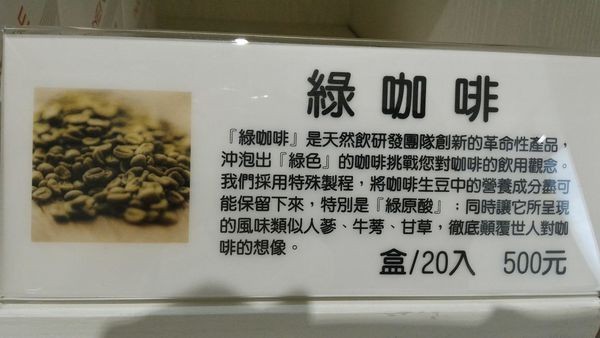 綠咖啡
『綠咖啡』是天然飲研發團隊創新的革命性產品,
沖泡出『綠色』的咖啡挑戰您對咖啡的飲用觀念。
我們採用特殊製程,將咖啡生豆中的營養成分盡可
能保留下來,特別是『綠原酸』;同時讓它所呈現
的風味類似人蔘、牛蒡、甘草,徹底顛覆世人對咖
啡的想像。
盒/20入 500元